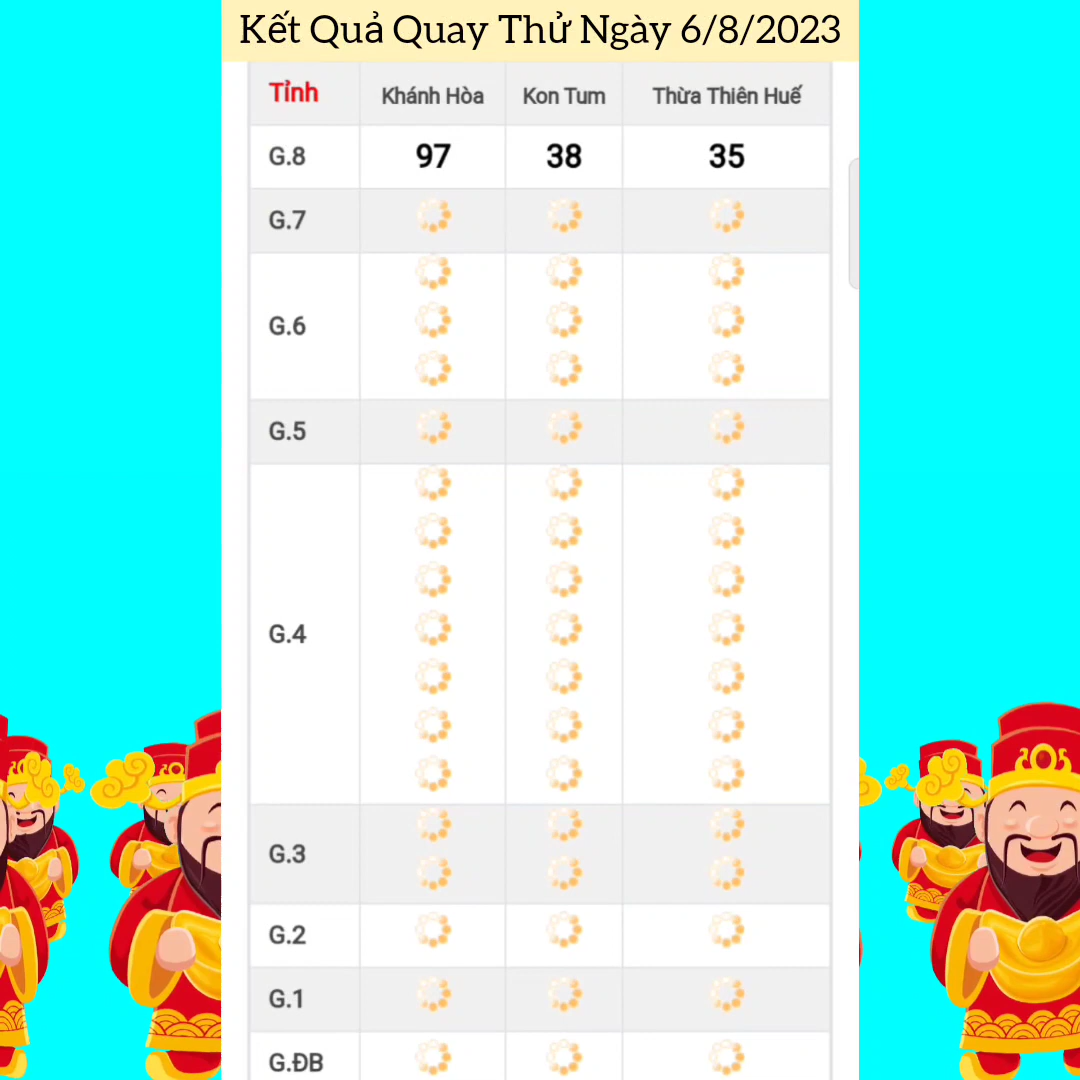 Kết Quả Quay Thử Ngày 6/8/2023
Tỉnh Khánh Hòa Kon Tum Thừa Thiên Huế
G.8 97 38 35
G.7
G.6
G.5
G.4
G.3
G.2
G.1
G.ĐB